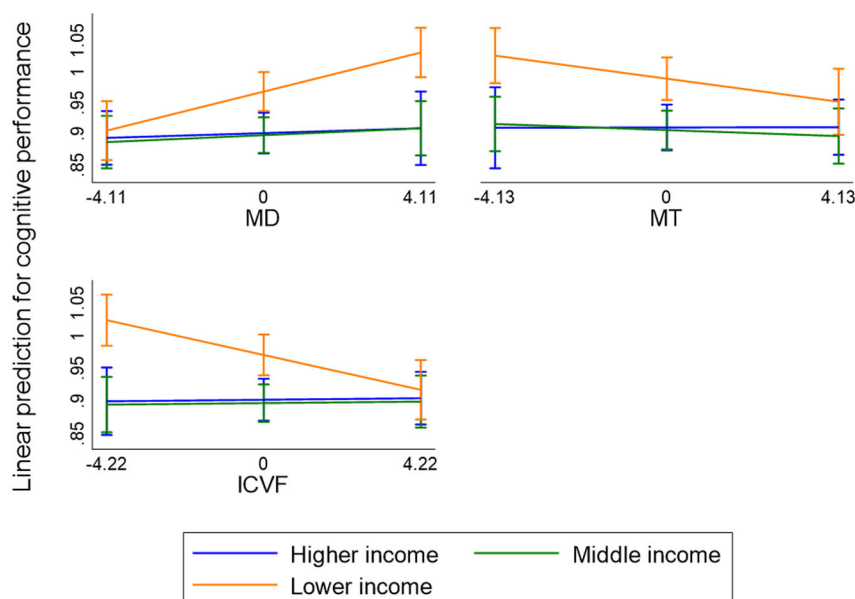 Linear prediction for cognitive performance
1.05
1
.95
.9
.85
-4.11 0 4.11
MD
-4.13 0 4.13
MT
1.05
1
.95
.9
.85
-4.22 0 4.22
ICVF
Higher income Middle income
Lower income